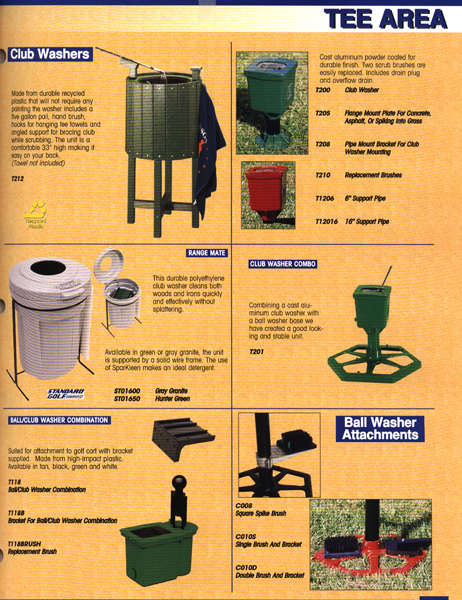 TEE AREA
Club Washers
Made from durable recycled
plastic that will not require any
painting the washer includes a
five gallon pail, hand brush,
hooks for hanging tee towels and
angled support for bracing club
while scrubbing. The unit is a
comfortable 33" high making it
easy on your back.
(Towel not included)
T212
Recycled
Plastic
Cast aluminum powder coated for
durable finish. Two scrub brushes are
easily replaced. Includes drain plug
and overflow drain.
T200 Club Washer
T205 Flange Mount Plate For Concrete,
Asphalt, Or Spiking Into Grass
T208 Pipe Mount Bracket For Club
Washer Mounting
T210 Replacement Brushes
T1206 6" Support Pipe
T12016 16" Support Pipe
RANGE MATE
This durable polyethylene
club washer cleans both
woods and irons quickly
and effectively without
splattering.
Available in green or gray granite, the unit
is supported by a solid wire frame. The use
of SparKleen makes an ideal detergent.
STANDARD
GOLF
ST01600 Gray Granite
ST01650 Hunter Green
CLUB WASHER COMBO
Combining a cast alu-
minum club washer with
a ball washer base we
have created a good look-
ing and stable unit.
T201
BALL/CLUB WASHER COMBINATION
Suited for attachment to golf cart with bracket
supplied. Made from high-impact plastic.
Available in tan, black, green and white.
T118
Ball/Club Washer Combination
T118B
Bracket For Ball/Club Washer Combination
T118BRUSH
Replacement Brush
Ball Washer
Attachments
C008
Square Spike Brush
C010S
Single Brush And Bracket
C010D
Double Brush And Bracket